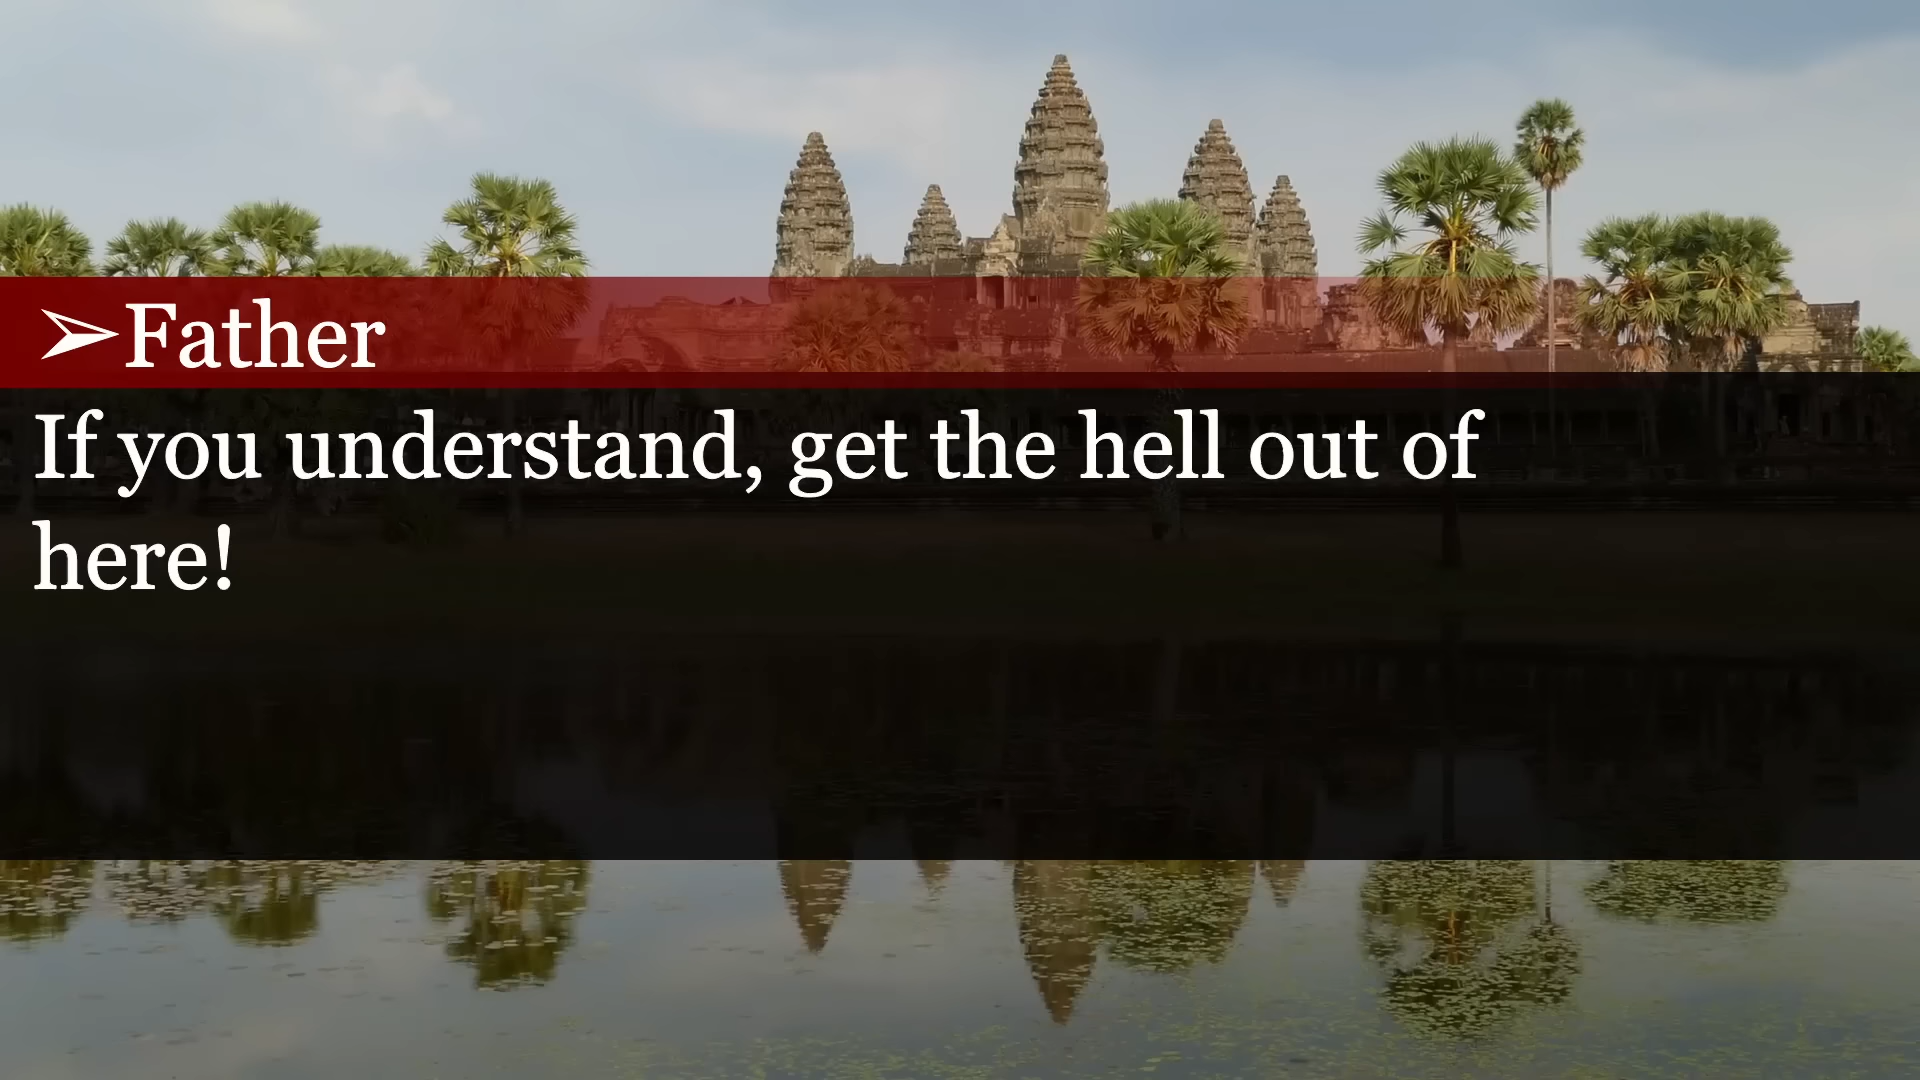 ➢Father
If you understand, get the hell out of
here!